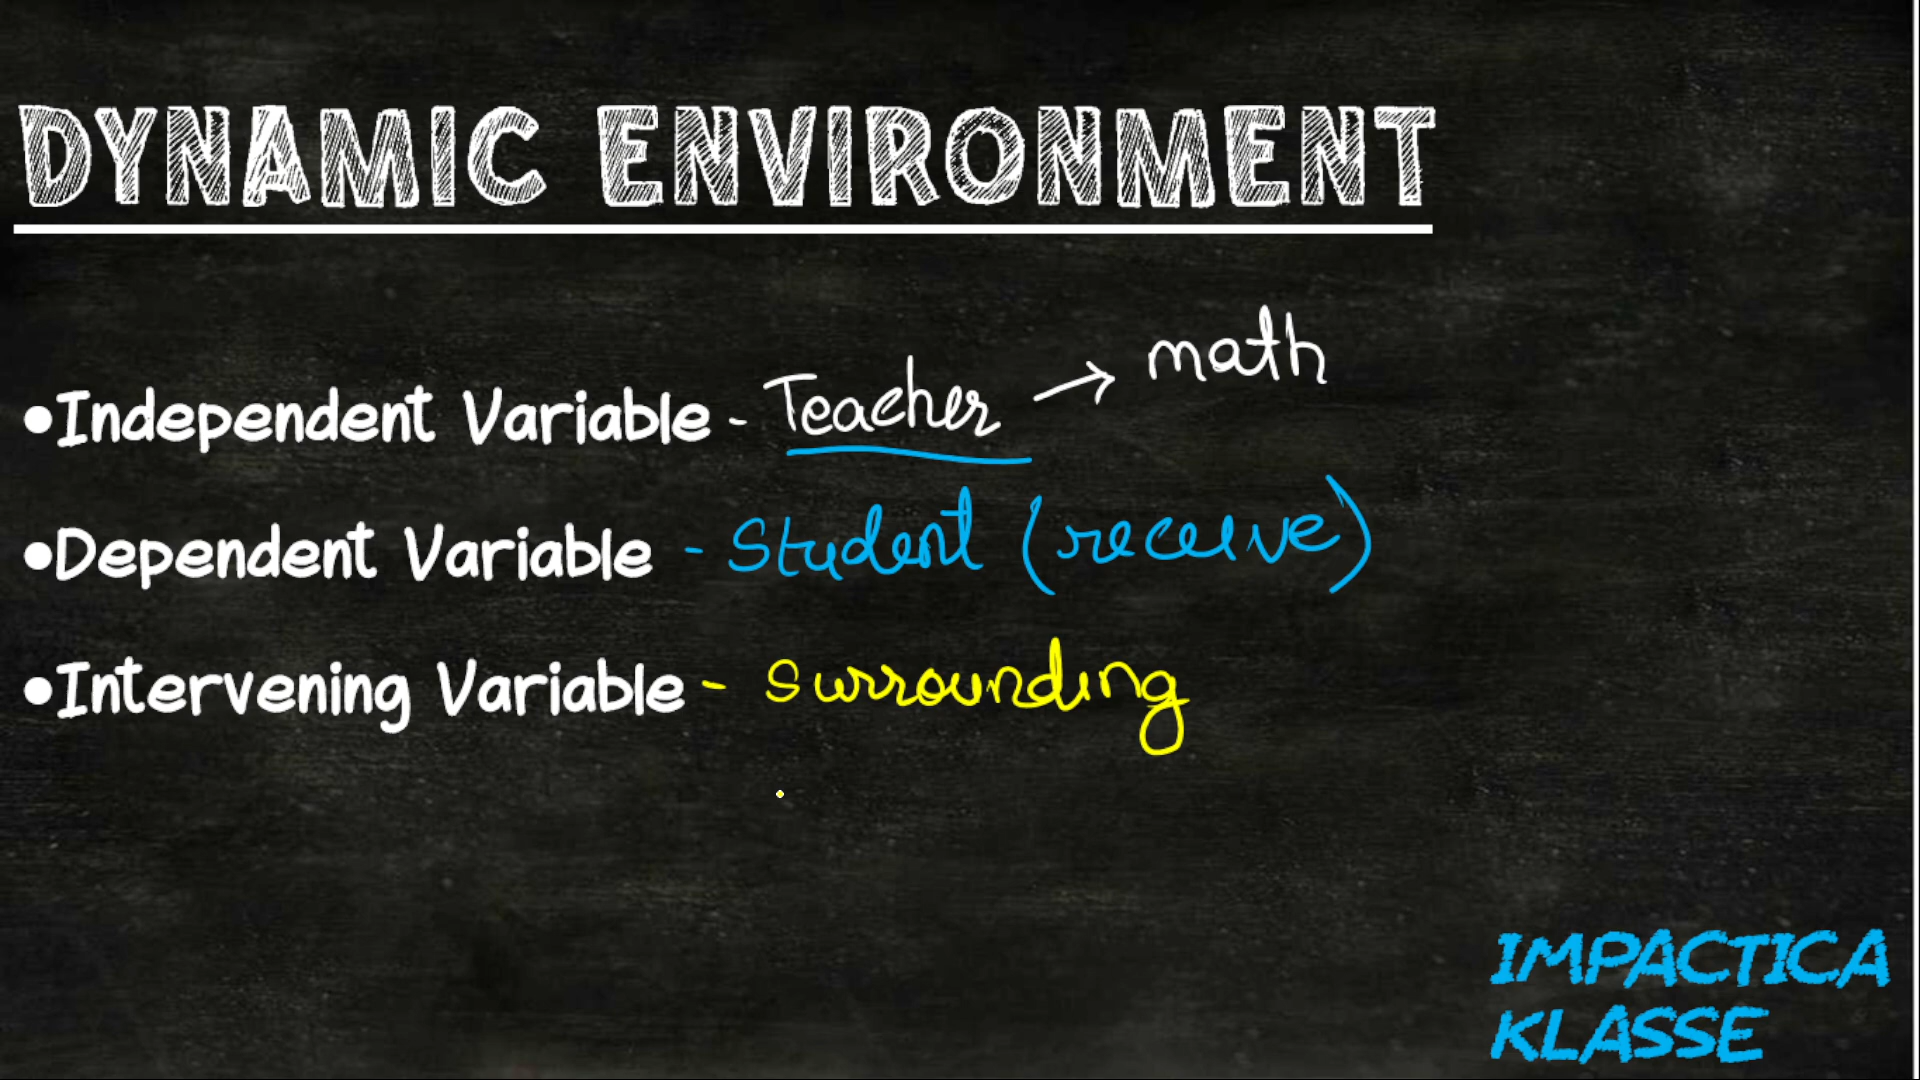 DYNAMIC ENVIRONMENT
•Independent Variable - Teacher → math
•Dependent Variable - Student (receive)
•Intervening Variable - Surrounding
IMPACTICA
KLASSE